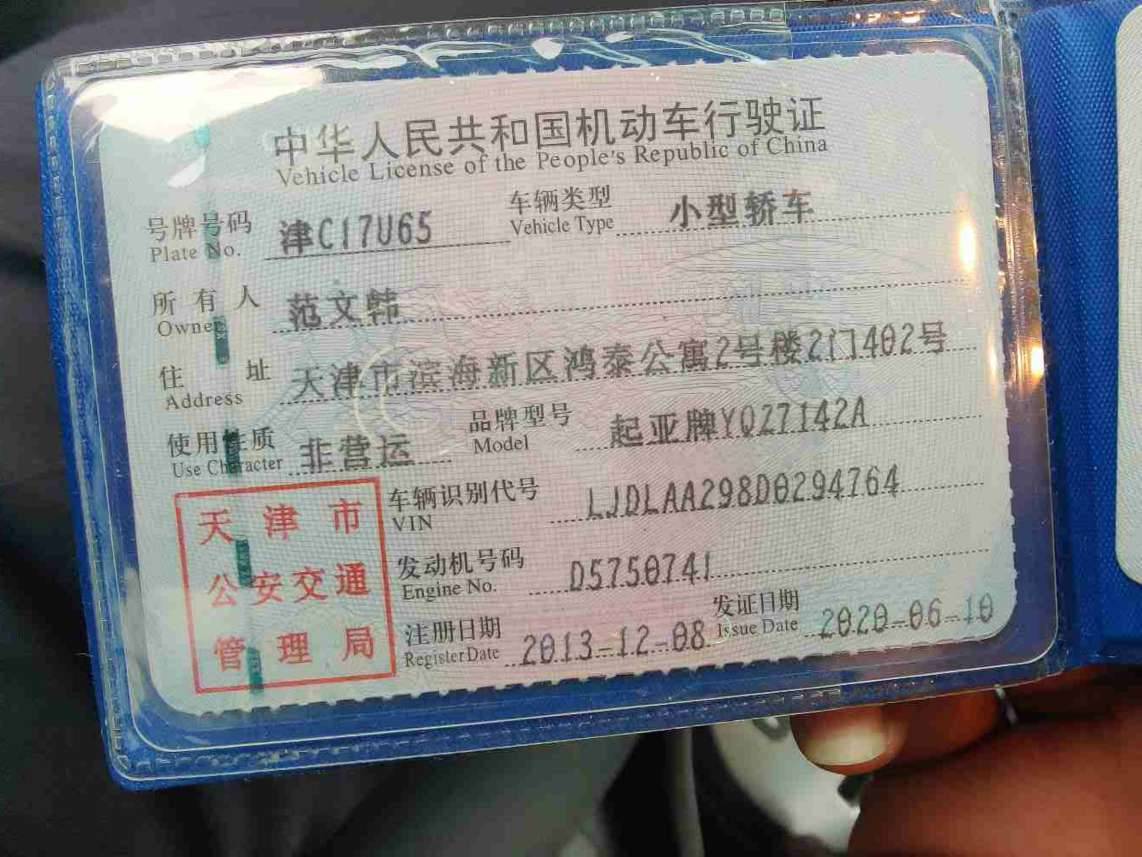 中华人民共和国机动车行驶证
Vehicle License of the People's Republic of China
号牌号码 津C17U65 车辆类型 小型轿车
Plate No. Vehicle Type
所有人 范文韩
Owner
住址 天津市滨海新区鸿泰公寓2号楼2门402号
Address
使用性质 非营运 品牌型号 起亚牌YQZ7142A
Use Character Model
天津市 车辆识别代号 LJDLAA298D0294764
VIN
公安交通 发动机号码 D5750741
Engine No.
管理局 注册日期 2013-12-08 发证日期 2020-06-10
Register Date Issue Date